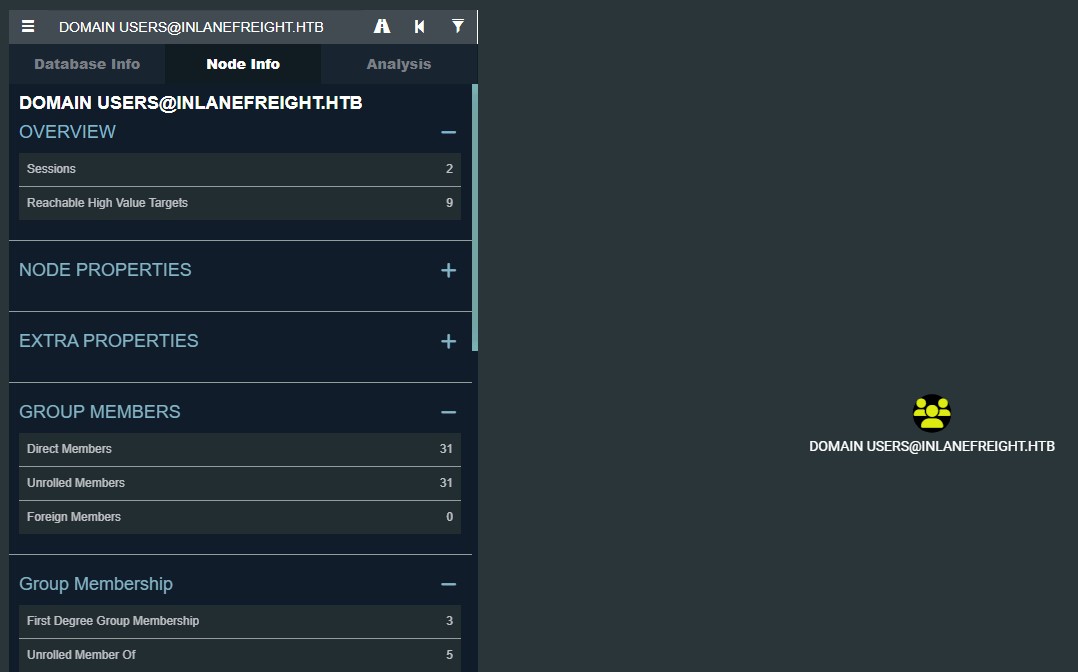 DOMAIN USERS@INLANEFREIGHT.HTB
Database Info Node Info Analysis
DOMAIN USERS@INLANEFREIGHT.HTB
OVERVIEW
Sessions 2
Reachable High Value Targets 9
NODE PROPERTIES
EXTRA PROPERTIES
GROUP MEMBERS
Direct Members 31
Unrolled Members 31
Foreign Members 0
Group Membership
First Degree Group Membership 3
Unrolled Member Of 5
DOMAIN USERS@INLANEFREIGHT.HTB